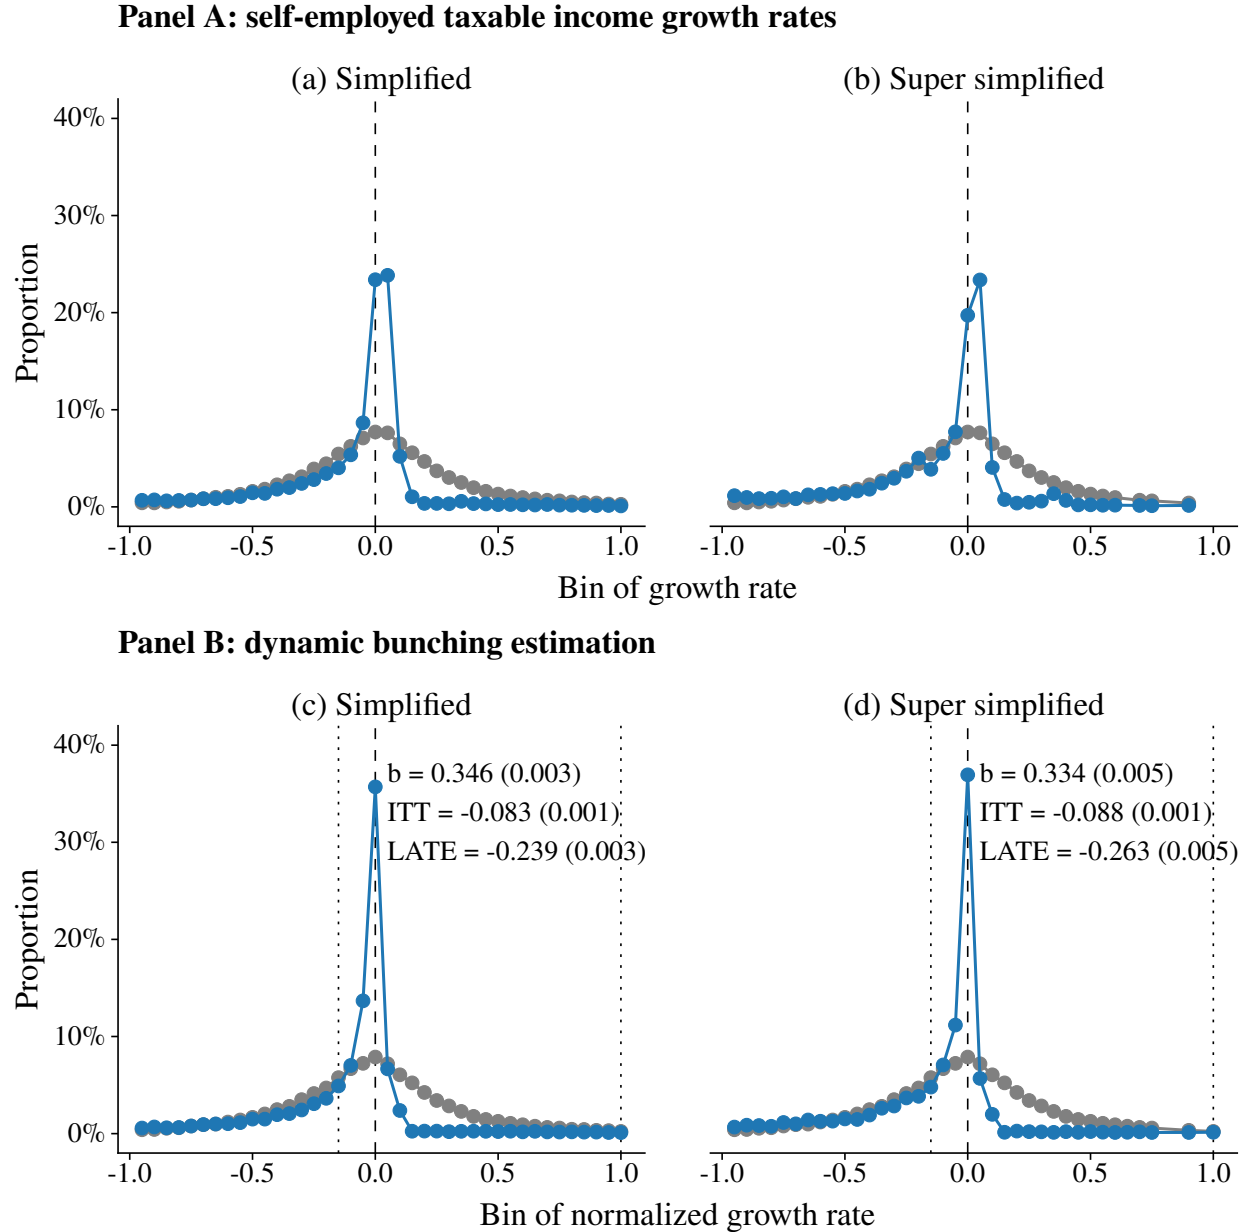 Panel A: self-employed taxable income growth rates
(a) Simplified
(b) Super simplified
40%
30%
20%
10%
0%
Proportion
-1.0 -0.5 0.0 0.5 1.0
-1.0 -0.5 0.0 0.5 1.0
Bin of growth rate
Panel B: dynamic bunching estimation
(c) Simplified
(d) Super simplified
40%
30%
20%
10%
0%
Proportion
b = 0.346 (0.003)
ITT = -0.083 (0.001)
LATE = -0.239 (0.003)
b = 0.334 (0.005)
ITT = -0.088 (0.001)
LATE = -0.263 (0.005)
-1.0 -0.5 0.0 0.5 1.0
-1.0 -0.5 0.0 0.5 1.0
Bin of normalized growth rate